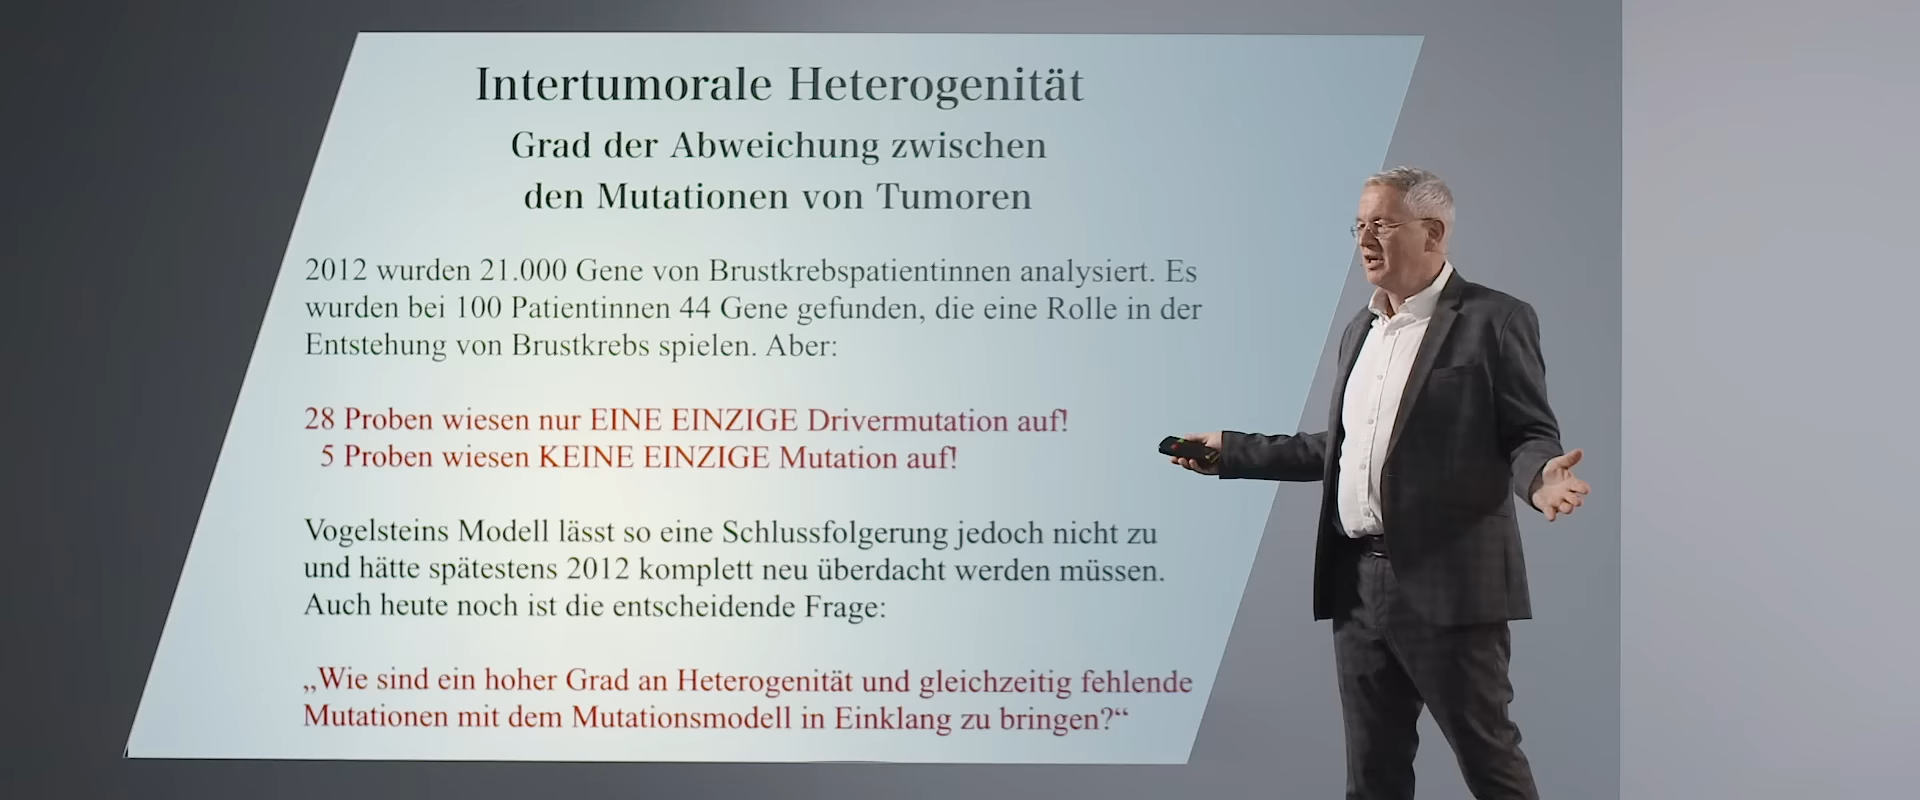 Intertumorale Heterogenität
Grad der Abweichung zwischen
den Mutationen von Tumoren
2012 wurden 21.000 Gene von Brustkrebspatientinnen analysiert. Es
wurden bei 100 Patientinnen 44 Gene gefunden, die eine Rolle in der
Entstehung von Brustkrebs spielen. Aber:
28 Proben wiesen nur EINE EINZIGE Drivermutation auf!
5 Proben wiesen KEINE EINZIGE Mutation auf!
Vogelsteins Modell lässt so eine Schlussfolgerung jedoch nicht zu
und hätte spätestens 2012 komplett neu überdacht werden müssen.
Auch heute noch ist die entscheidende Frage:
„Wie sind ein hoher Grad an Heterogenität und gleichzeitig fehlende
Mutationen mit dem Mutationsmodell in Einklang zu bringen?“